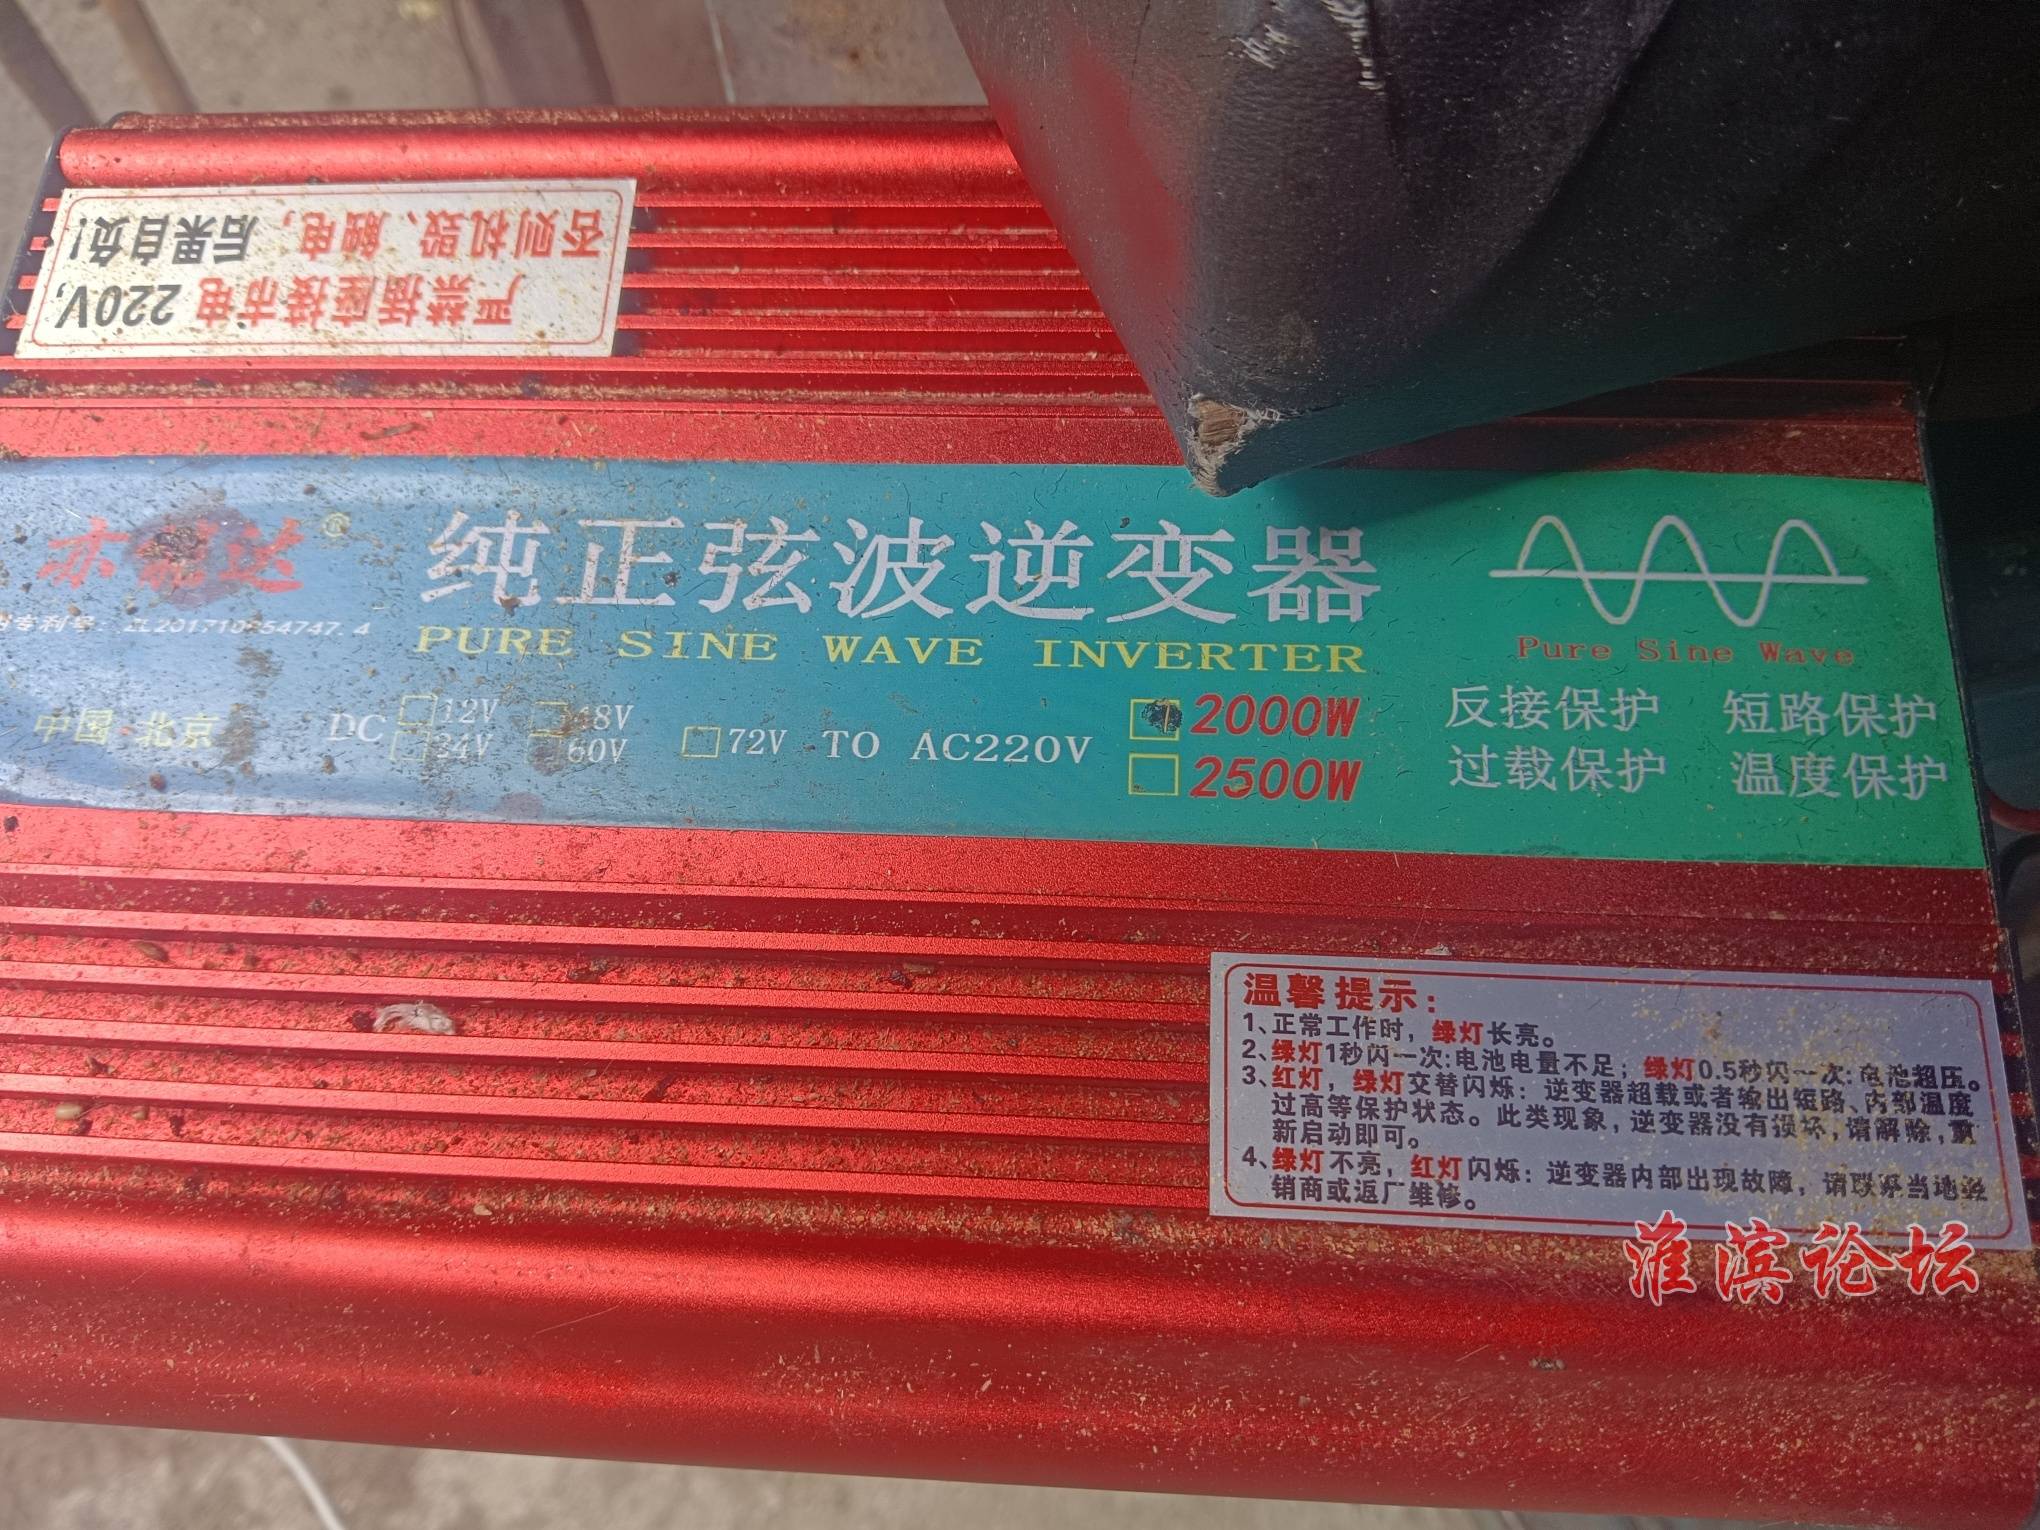 严禁插座接市电 220V,
否则机毁、触电，后果自负！
亦能达®
专利号：
纯正弦波逆变器
PURE SINE WAVE INVERTER
Pure Sine Wave
中国·北京
DC 12V 48V
24V 60V
72V TO AC220V
2000W
2500W
反接保护 短路保护
过载保护 温度保护
温馨提示：
1、正常工作时，绿灯长亮。
2、绿灯1秒闪一次:电池电量不足；绿灯0.5秒闪一次:电池超压。
3、红灯，绿灯交替闪烁：逆变器超载或者输出短路、内部温度
过高等保护状态。此类现象，逆变器没有损坏，请解除，重
新启动即可。
4、绿灯不亮，红灯闪烁：逆变器内部出现故障，请联系当地经
销商或返厂维修。
淮滨论坛